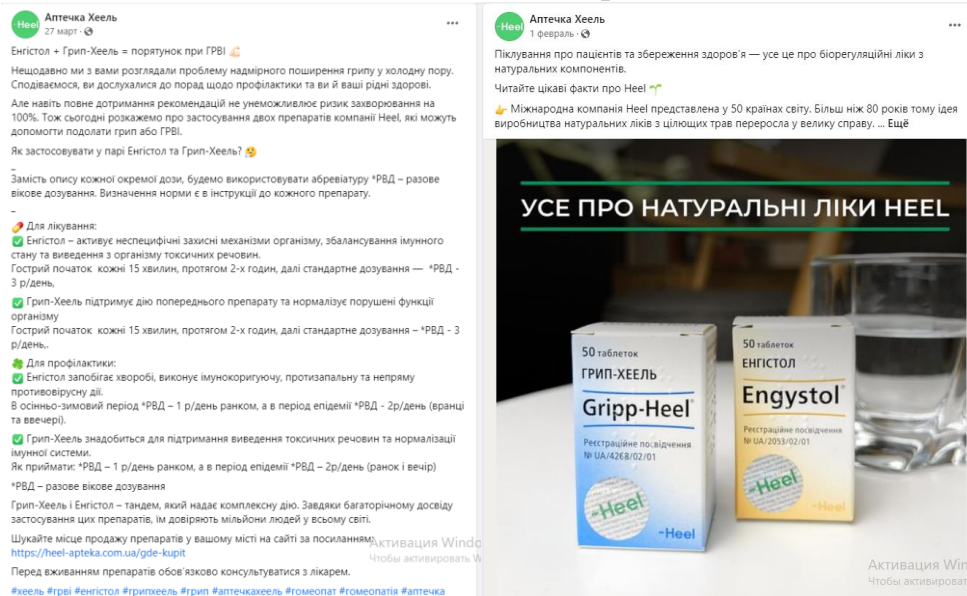 Аптечка Хеель
27 март ·
Енгістол + Грип-Хеель = порятунок при ГРВІ
Нещодавно ми з вами розглядали проблему надмірного поширення грипу у холодну пору.
Сподіваємося, ви дослухалися до порад щодо профілактики та ви й ваші рідні здорові.
Але навіть повне дотримання рекомендацій не унеможливлює ризик захворювання на
100%. Тож сьогодні розкажемо про застосування двох препаратів компанії Heel, які можуть
допомогти подолати грип або ГРВІ.
Як застосовувати у парі Енгістол та Грип-Хеель? 🤔
_
Замість опису кожної окремої дози, будемо використовувати абревіатуру *РВД – разове
вікове дозування. Визначення норми є в інструкції до кожного препарату.
_
💊 Для лікування:
✅ Енгістол – активує неспецифічні захисні механізми організму, збалансування імунного
стану та виведення з організму токсичних речовин.
Гострий початок кожні 15 хвилин, протягом 2-х годин, далі стандартне дозування — *РВД -
3 р/день,
✅ Грип-Хеель підтримує дію попереднього препарату та нормалізує порушені функції
організму
Гострий початок кожні 15 хвилин, протягом 2-х годин, далі стандартне дозування – *РВД - 3
р/день,.
🍀 Для профілактики:
✅ Енгістол запобігає хворобі, виконує імунокоригуючу, протизапальну та непряму
противовірусну дії.
В осінньо-зимовий період *РВД – 1 р/день ранком, а в період епідемії *РВД - 2р/день (вранці
та ввечері).
✅ Грип-Хеель знадобиться для підтримання виведення токсичних речовин та нормалізації
імунної системи.
Як приймати: *РВД – 1 р/день ранком, а в період епідемії *РВД – 2р/день (ранок і вечір)
*РВД – разове вікове дозування
Грип-Хеель і Енгістол – тандем, який надає комплексну дію. Завдяки багаторічному досвіду
застосування цих препаратів, їм довіряють мільйони людей у всьому світі.
Шукайте місце продажу препаратів у вашому місті на сайті за посиланням:
https://heel-apteka.com.ua/gde-kupit
Перед вживанням препаратів обов'язково консультуватися з лікарем.
#хеель #грві #енгістол #грипхеель #грип #аптечкахеель #гомеопат #гомеопатія #аптечка
Активация Windo
Чтобы активировать W
-Heel
Аптечка Хеель
1 февраль ·
Піклування про пацієнтів та збереження здоров'я — усе це про біорегуляційні ліки з
натуральних компонентів.
Читайте цікаві факти про Heel 🌱
👉 Міжнародна компанія Heel представлена у 50 країнах світу. Більш ніж 80 років тому ідея
виробництва натуральних ліків з цілющих трав переросла у велику справу. ... Ещё
-Heel
УСЕ ПРО НАТУРАЛЬНІ ЛІКИ HEEL
50 таблеток
ГРИП-ХЕЕЛЬ
Gripp-Heel
Реєстраційне посвідчення
№ UA/4268/02/01
-Heel
-Heel
50 таблеток
ЕНГІСТОЛ
Engystol
Реєстраційне посвідчення
№ UA/2053/02/01
-Heel
-Heel
Активация Win
Чтобы активироват